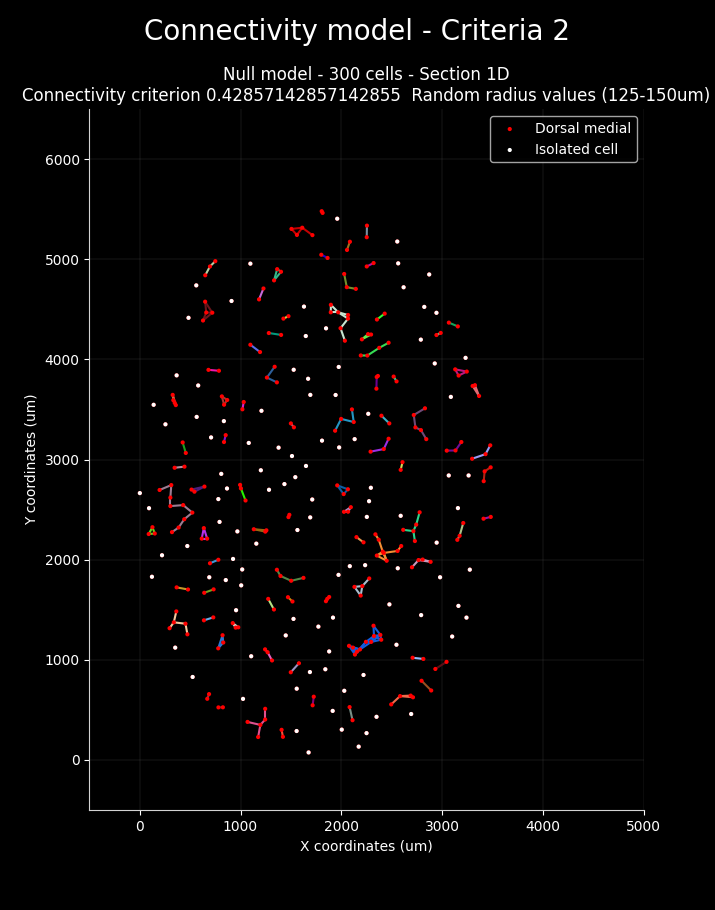 Connectivity model - Criteria 2
Null model - 300 cells - Section 1D
Connectivity criterion 0.42857142857142855  Random radius values (125-150um)
Dorsal medial
Isolated cell
6000
5000
4000
3000
2000
1000
0
Y coordinates (um)
0 1000 2000 3000 4000 5000
X coordinates (um)